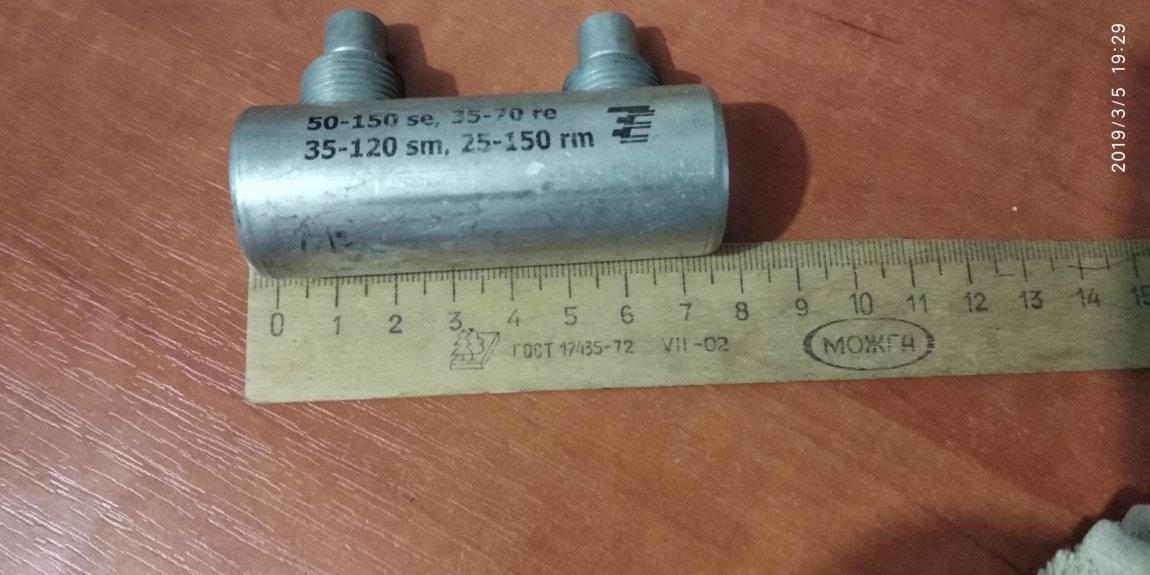 2019/3/5 19:29
50-150 se, 35-70 re
35-120 sm, 25-150 rm
0 1 2 3 4 5 6 7 8 9 10 11 12 13 14 15
ГОСТ 17435-72 VII-02
МОЖГА